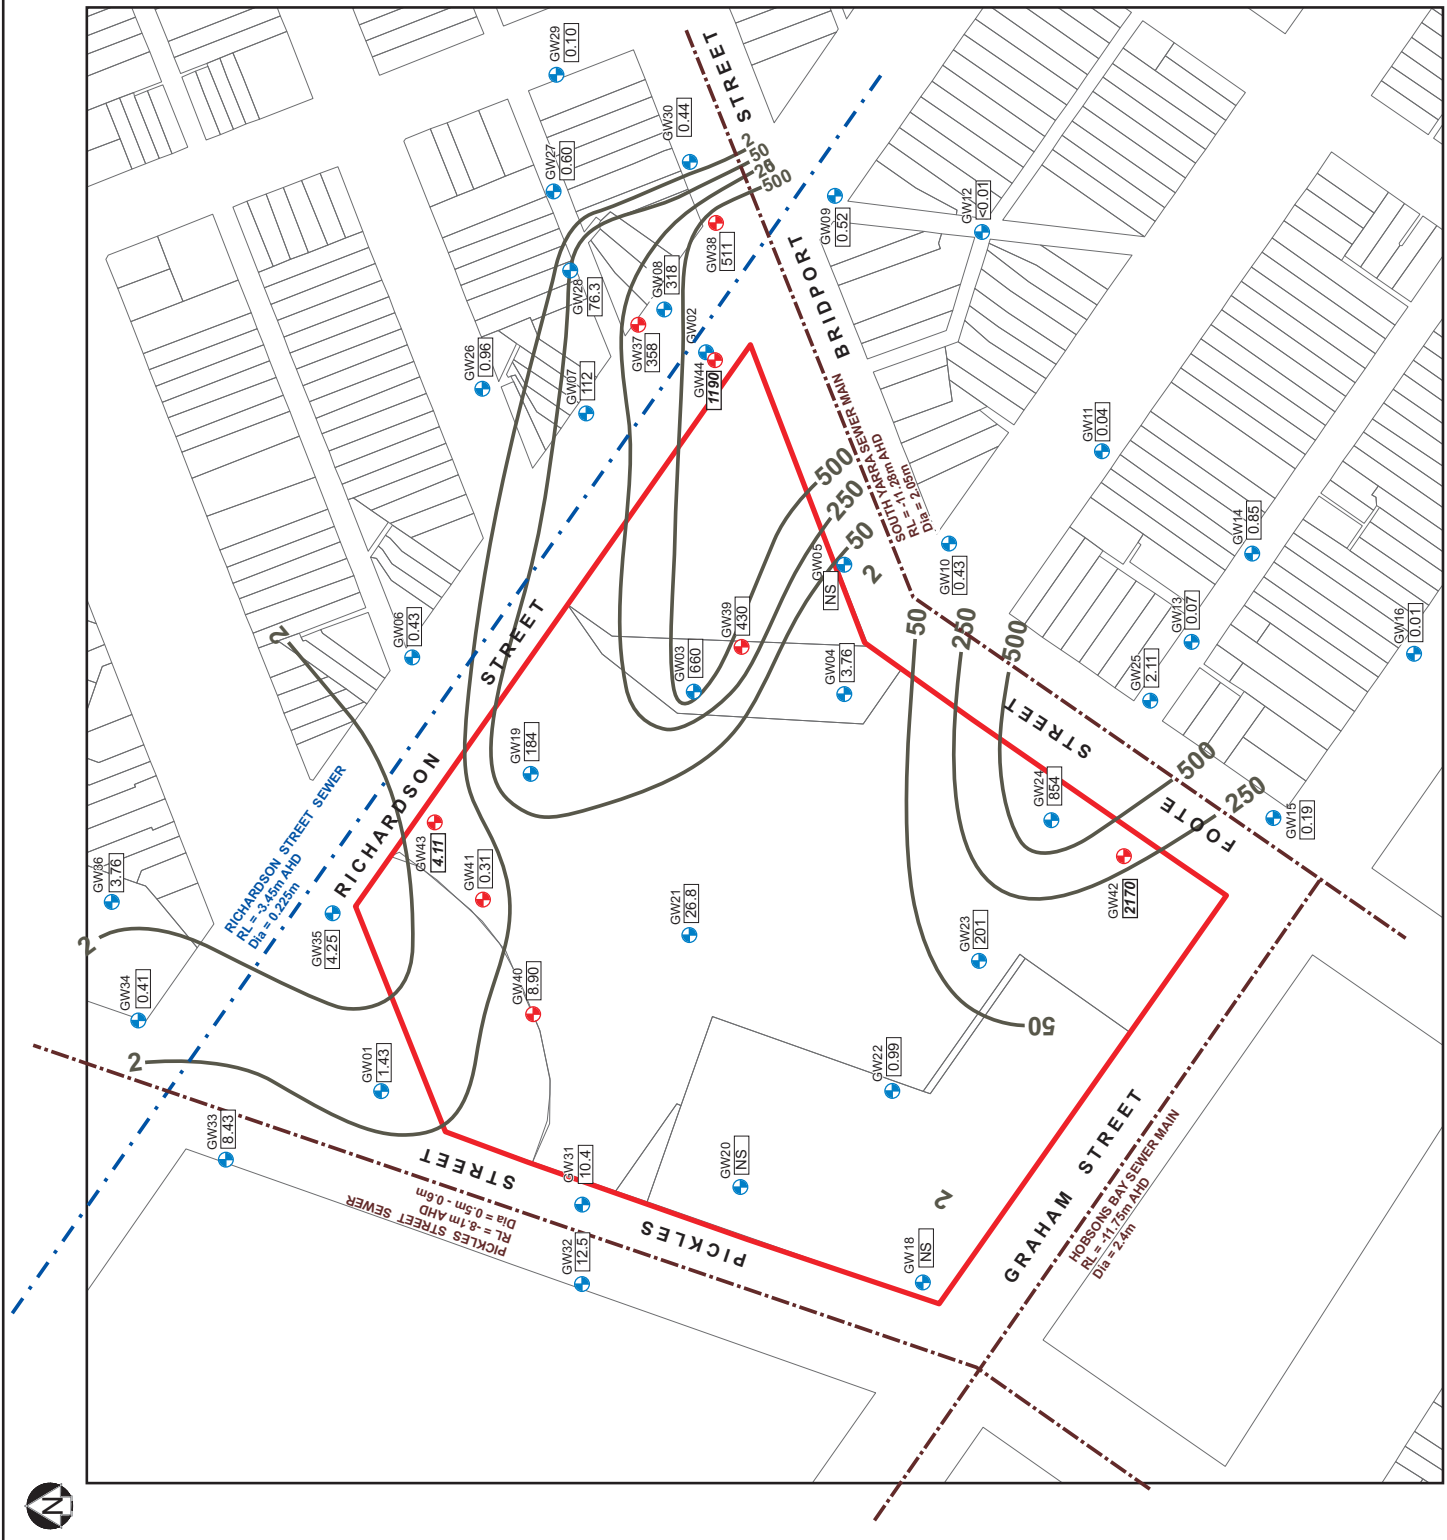 GW29
0.10
GW30
0.44
STREET
2
50
26
500
GW27
0.60
GW28
76.3
GW08
318
GW38
511
GW09
0.52
GW12
<0.01
GW37
358
GW02
GW44
1190
GW26
0.96
GW07
112
BRIDPORT
SOUTH YARRA SEWER MAIN
RL = -11.28m AHD
Dia = 2.05m
GW11
0.04
GW14
0.85
500
250
50
2
GW05
NS
GW10
0.43
GW13
0.07
GW16
0.01
GW25
2.11
2
GW06
0.43
STREET
GW39
430
GW03
660
GW04
3.76
50
250
500
STREET
GW19
184
RICHARDSON
RICHARDSON STREET SEWER
RL = -3.45m AHD
Dia = 0.225m
GW43
4.11
GW41
0.31
GW24
854
500
250
FOOTE
GW15
0.19
GW36
3.76
2
GW35
4.25
GW21
26.8
GW23
201
GW42
2170
GW34
0.41
GW40
8.90
50
2
GW01
1.43
GW22
0.99
GW33
8.43
STREET
GW31
10.4
GW20
NS
2
PICKLES STREET SEWER
RL = -8.1m AHD
Dia = 0.5m - 0.6m
PICKLES
GW32
12.5
GW18
NS
GRAHAM STREET
HOBSONS BAY SEWER MAIN
RL = -11.75m AHD
Dia = 2.4m
N